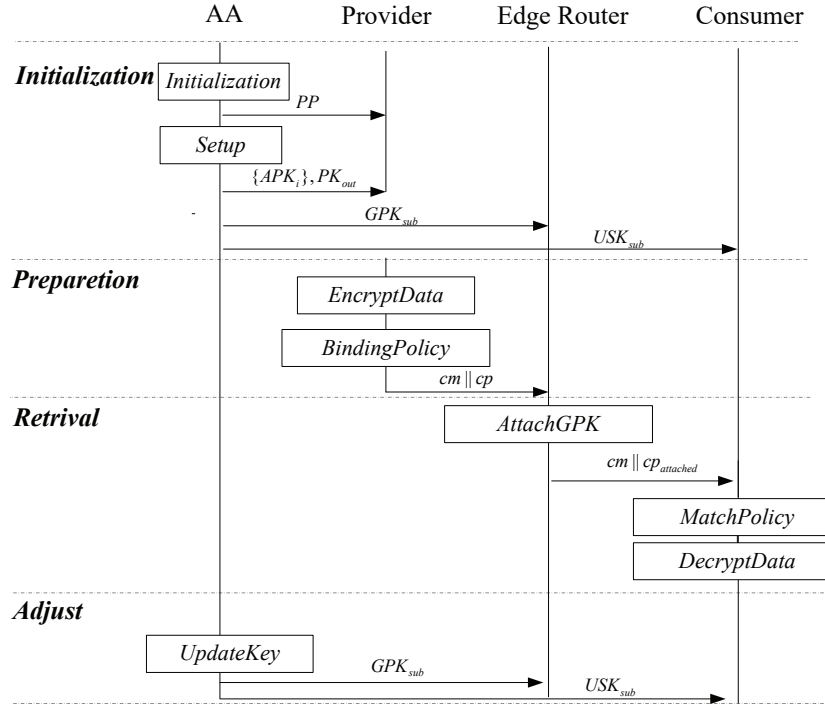 AA Provider Edge Router Consumer
Initialization
Initialization
PP
Setup
{APK_i}, PK_out
GPK_sub
USK_sub
Preparetion
EncryptData
BindingPolicy
cm || cp
Retrival
AttachGPK
cm || cp_attached
MatchPolicy
DecryptData
Adjust
UpdateKey
GPK_sub
USK_sub